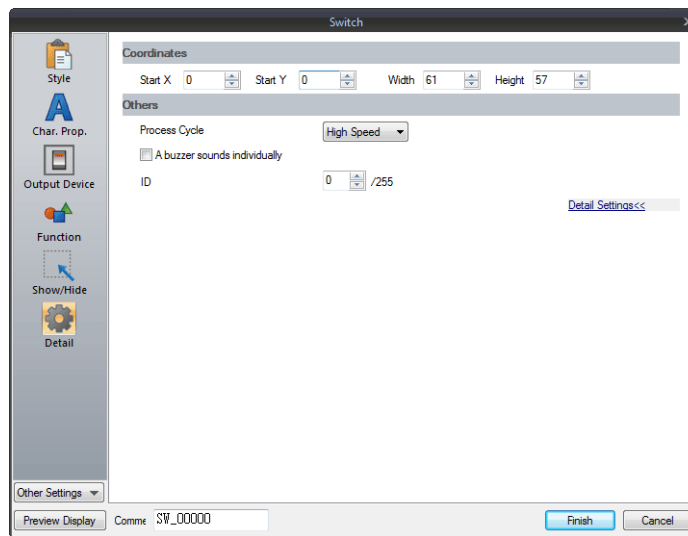 Switch
Style
Char. Prop.
Output Device
Function
Show/Hide
Detail
Other Settings
Preview Display
Coordinates
Start X 0 Start Y 0 Width 61 Height 57
Others
Process Cycle High Speed
A buzzer sounds individually
ID 0 /255
Detail Settings<<
Comme SW_00000
Finish Cancel